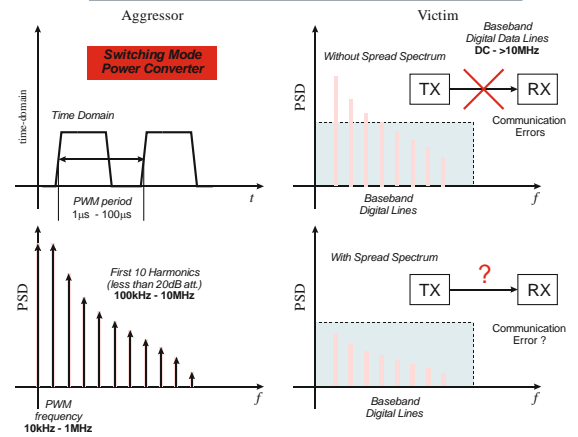 Aggressor
Switching Mode
Power Converter
time-domain
Time Domain
PWM period
1μs - 100μs
t
PSD
First 10 Harmonics
(less than 20dB att.)
100kHz - 10MHz
PWM
frequency
10kHz - 1MHz
f
Victim
Baseband
Digital Data Lines
DC - >10MHz
Without Spread Spectrum
PSD
TX
RX
Communication
Errors
Baseband
Digital Lines
f
With Spread Spectrum
?
PSD
TX
RX
Communication
Error ?
Baseband
Digital Lines
f